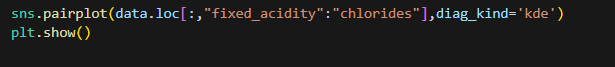 sns.pairplot(data.loc[:,"fixed_acidity":"chlorides"],diag_kind='kde')
plt.show()